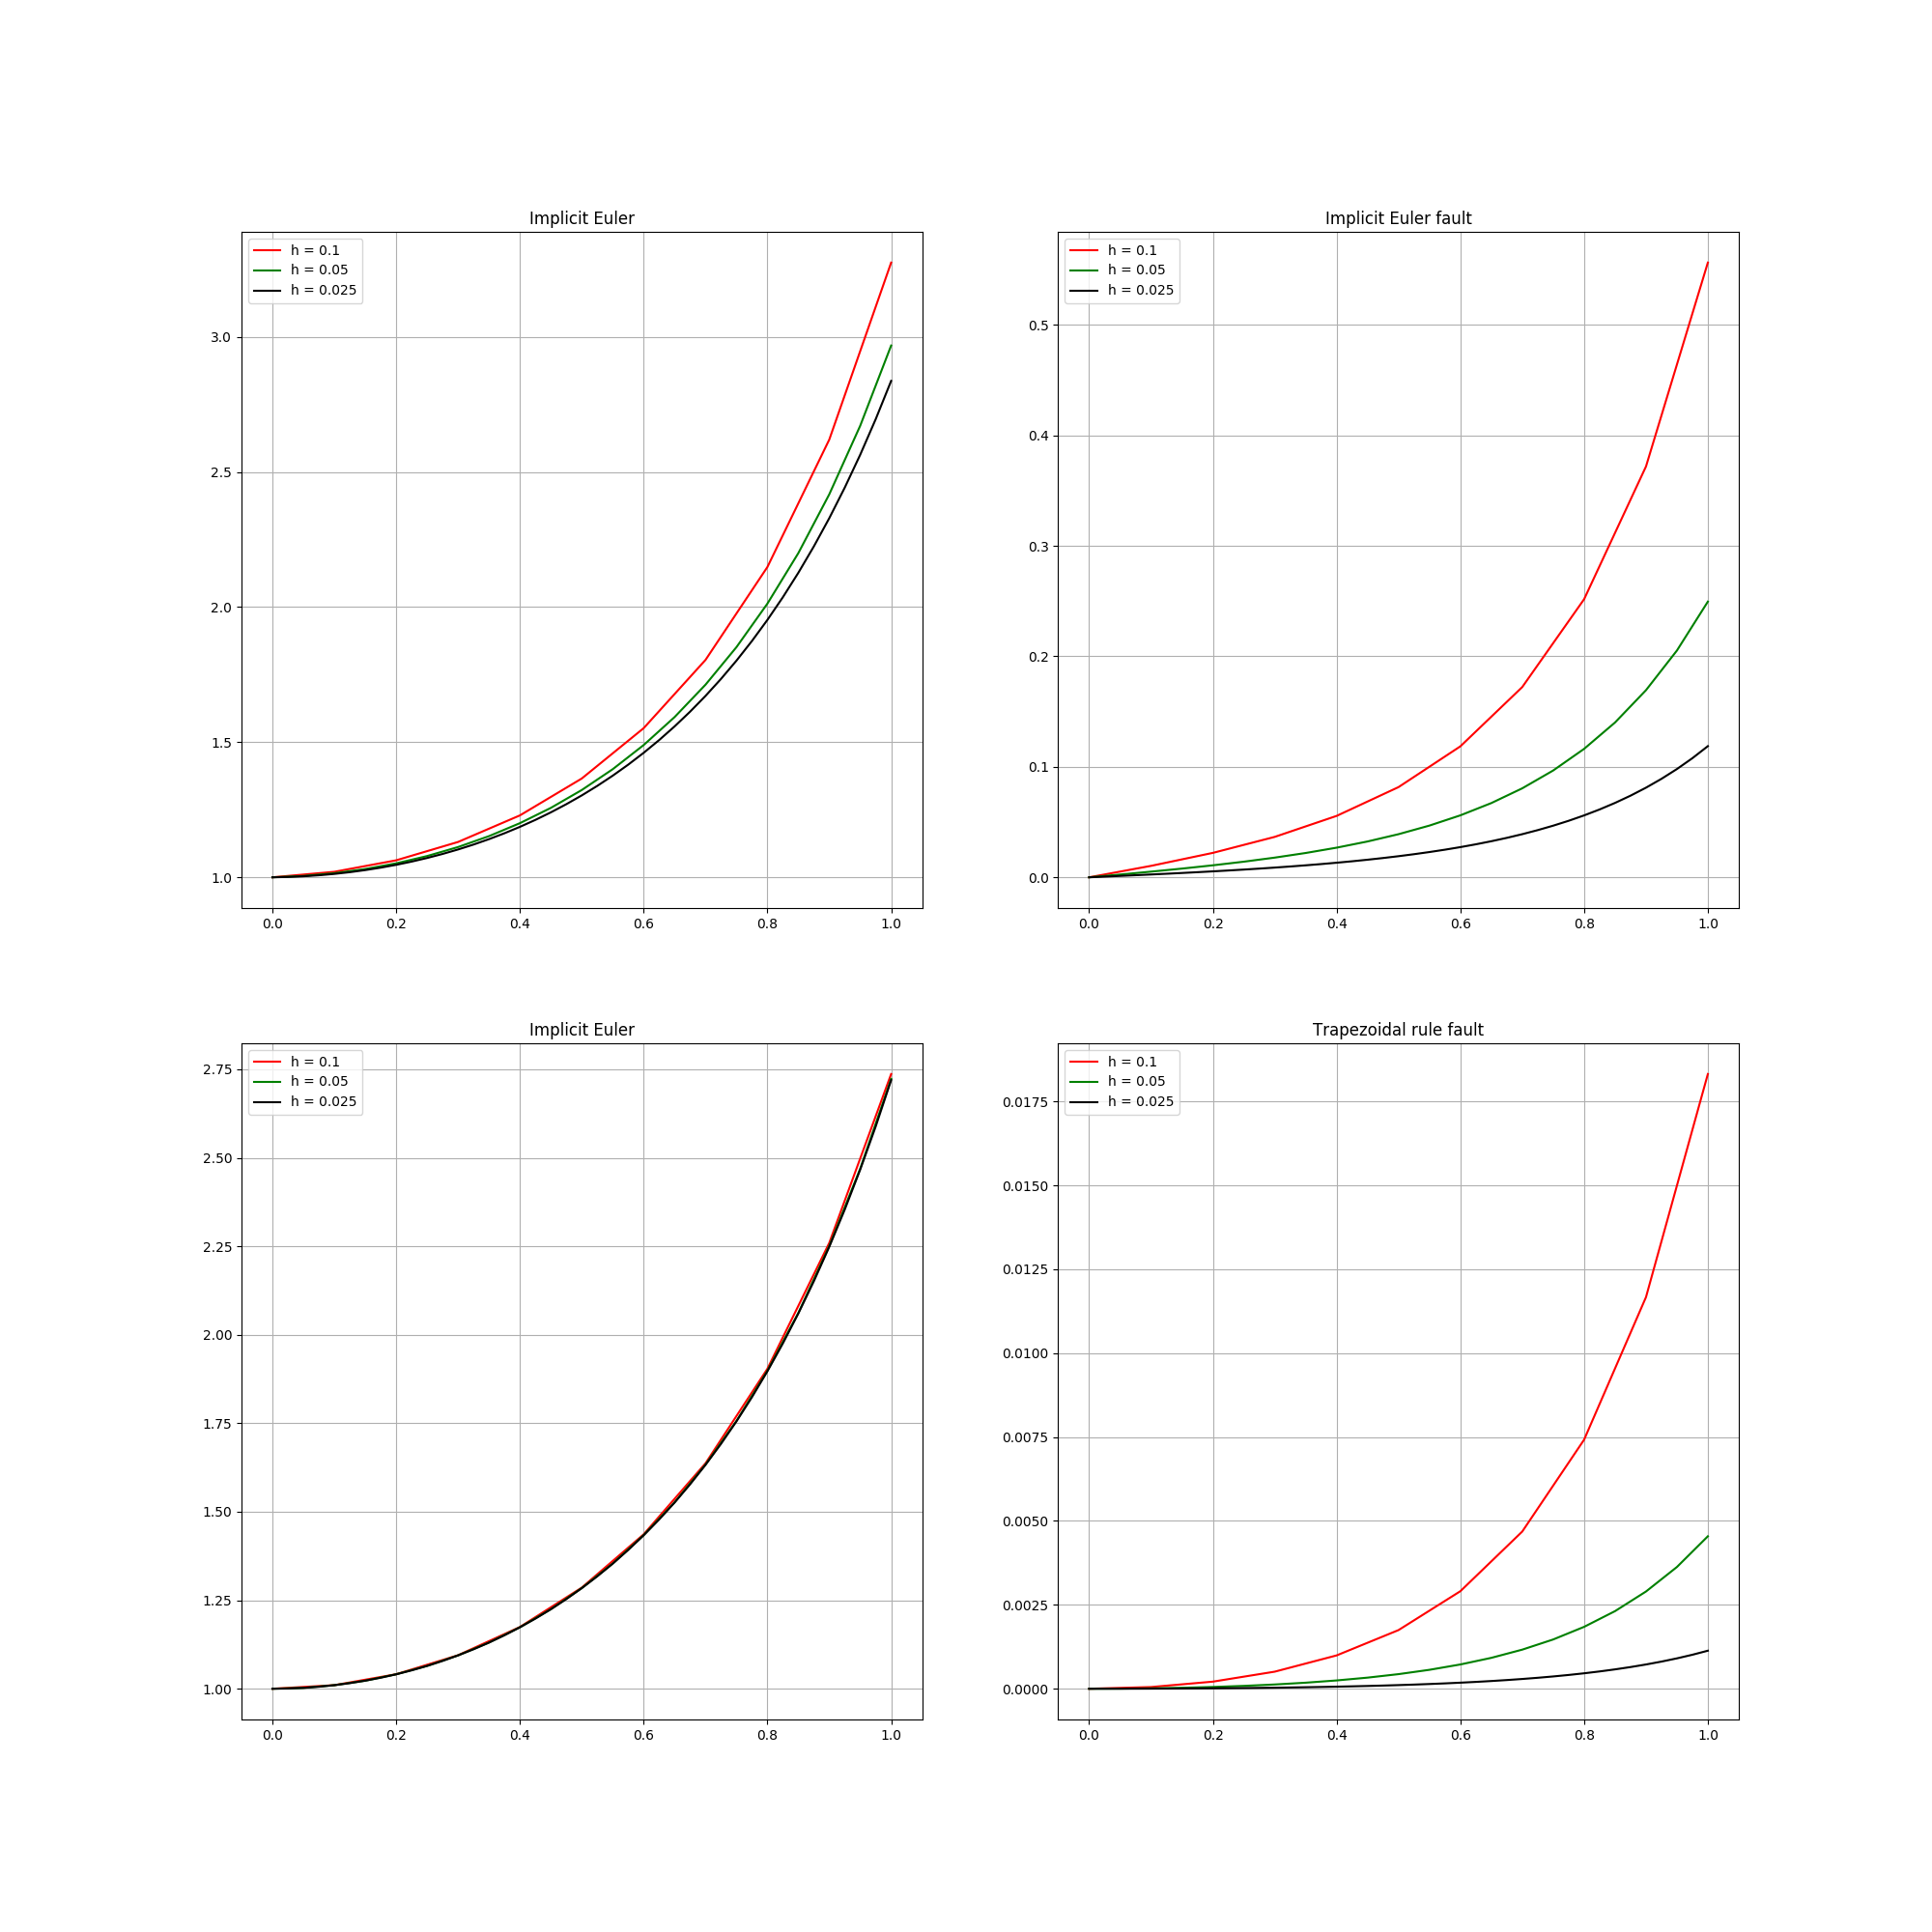 Implicit Euler
h = 0.1
h = 0.05
h = 0.025
3.0
2.5
2.0
1.5
1.0
0.0 0.2 0.4 0.6 0.8 1.0
Implicit Euler fault
h = 0.1
h = 0.05
h = 0.025
0.5
0.4
0.3
0.2
0.1
0.0
0.0 0.2 0.4 0.6 0.8 1.0
Implicit Euler
h = 0.1
h = 0.05
h = 0.025
2.75
2.50
2.25
2.00
1.75
1.50
1.25
1.00
0.0 0.2 0.4 0.6 0.8 1.0
Trapezoidal rule fault
h = 0.1
h = 0.05
h = 0.025
0.0175
0.0150
0.0125
0.0100
0.0075
0.0050
0.0025
0.0000
0.0 0.2 0.4 0.6 0.8 1.0